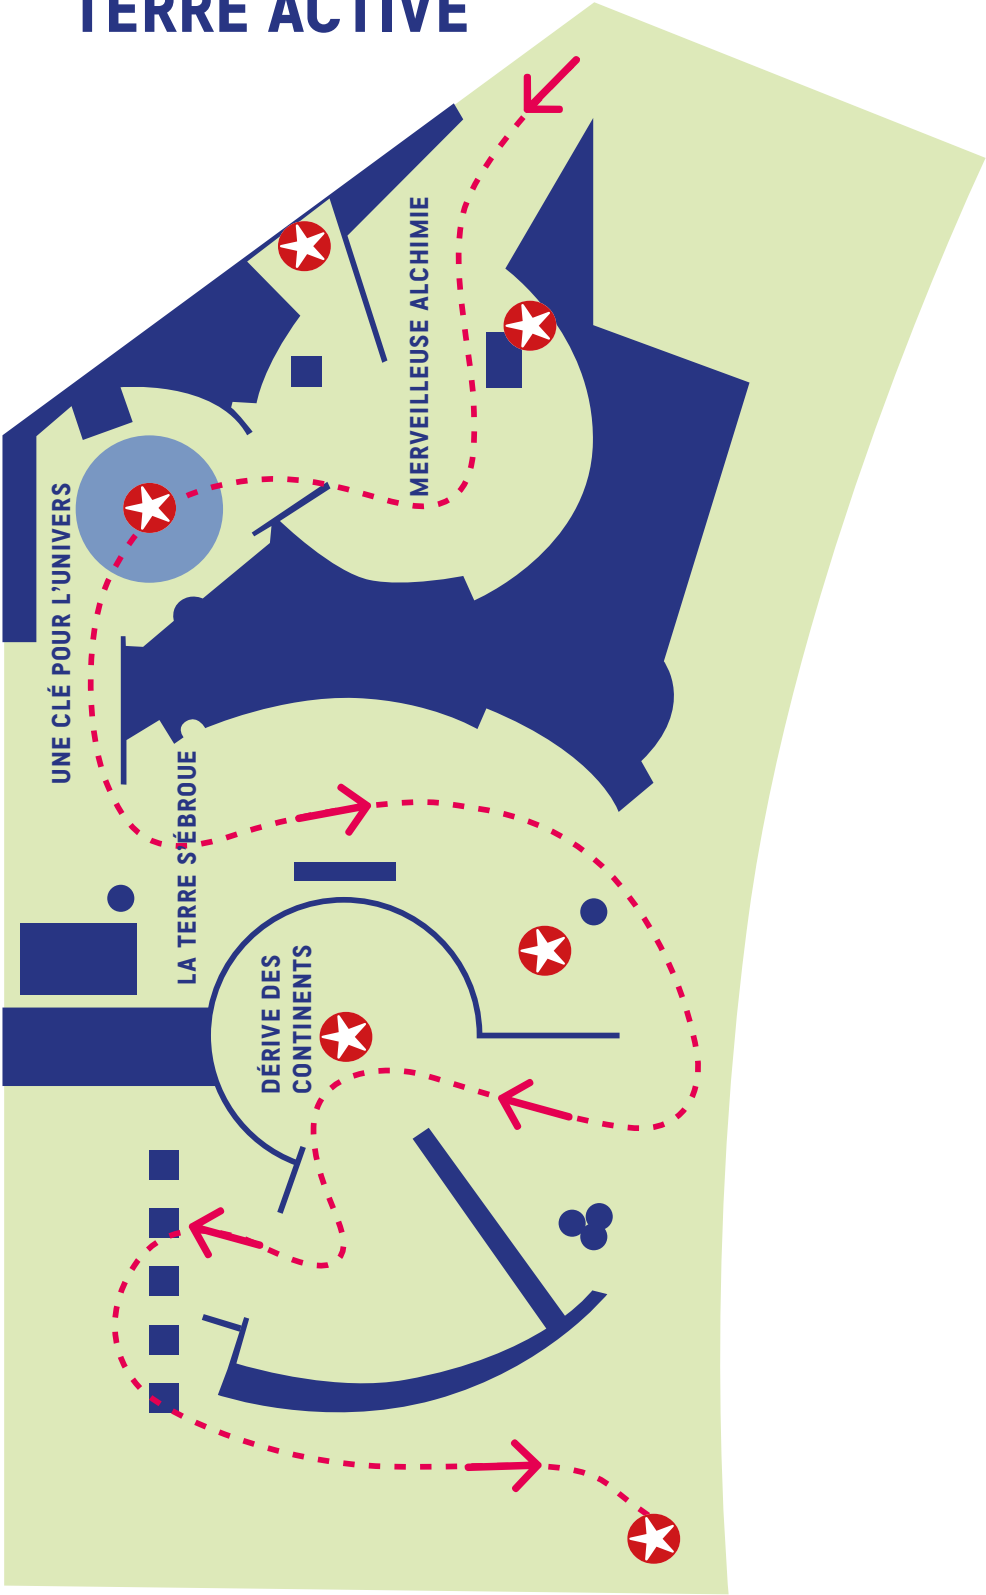 TERRE ACTIVE
MERVEILLEUSE ALCHIMIE
UNE CLÉ POUR L'UNIVERS
LA TERRE S'ÉBROUE
DÉRIVE DES
CONTINENTS